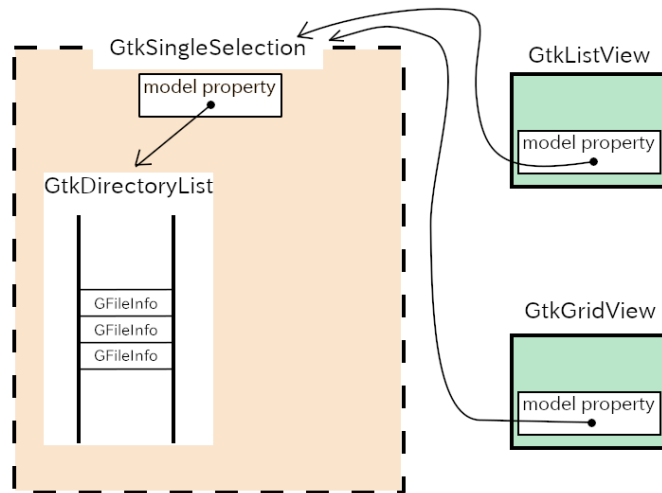 GtkSingleSelection
model property
GtkDirectoryList
GFileInfo
GFileInfo
GFileInfo
GtkListView
model property
GtkGridView
model property